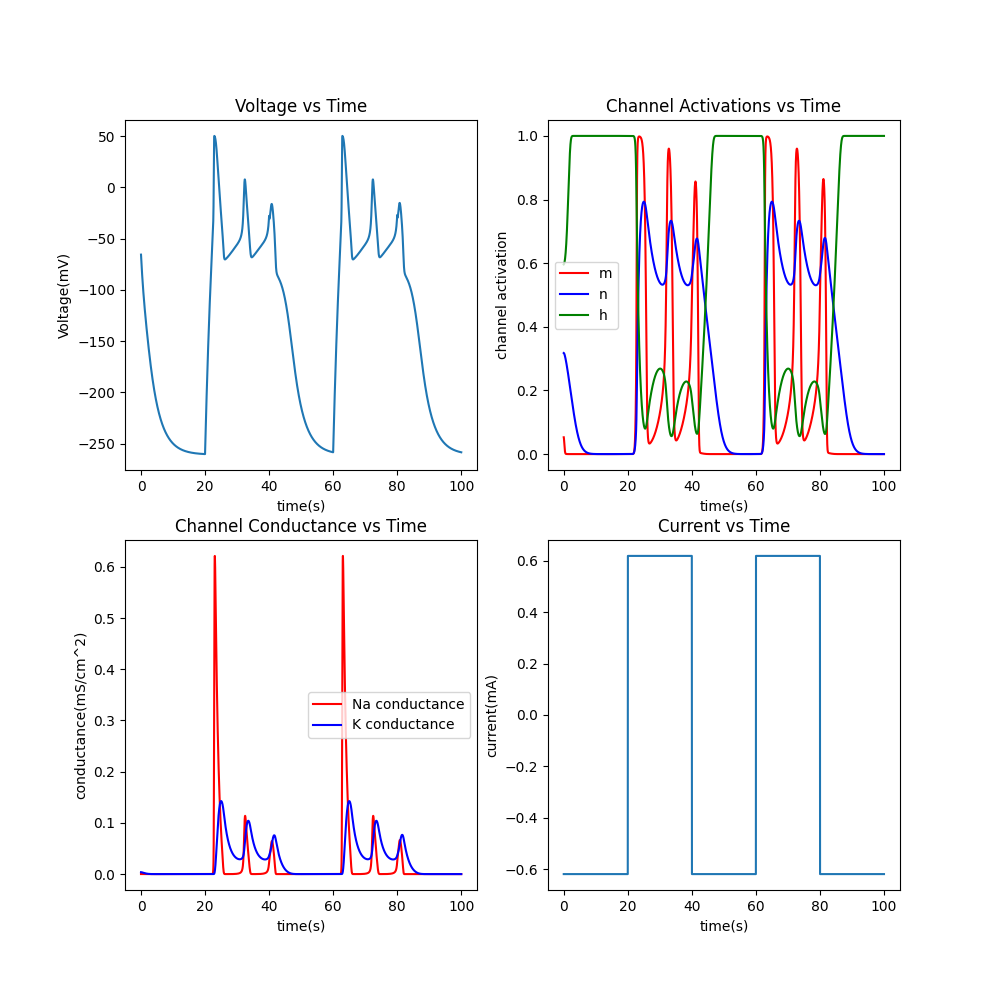 Voltage vs Time
Voltage(mV)
50
0
−50
−100
−150
−200
−250
0 20 40 60 80 100
time(s)
Channel Activations vs Time
channel activation
1.0
0.8
0.6
0.4
0.2
0.0
m
n
h
0 20 40 60 80 100
time(s)
Channel Conductance vs Time
conductance(mS/cm^2)
0.6
0.5
0.4
0.3
0.2
0.1
0.0
Na conductance
K conductance
0 20 40 60 80 100
time(s)
Current vs Time
current(mA)
0.6
0.4
0.2
0.0
−0.2
−0.4
−0.6
0 20 40 60 80 100
time(s)